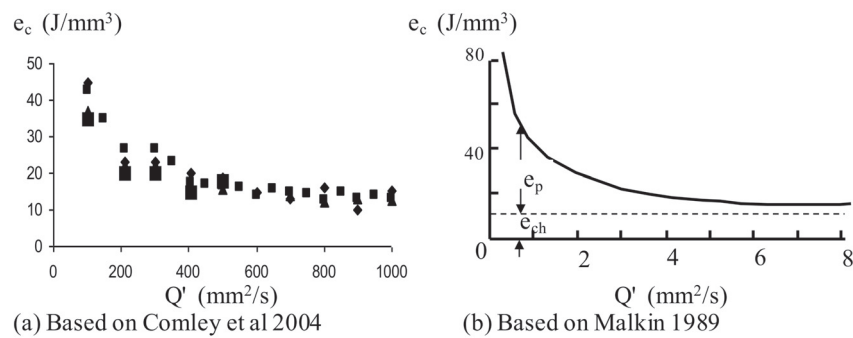 e_c (J/mm³)
50
40
30
20
10
0
0 200 400 600 800 1000
Q' (mm²/s)
(a) Based on Comley et al 2004
e_c (J/mm³)
80
40
0
e_p
e_ch
2 4 6 8
Q' (mm²/s)
(b) Based on Malkin 1989